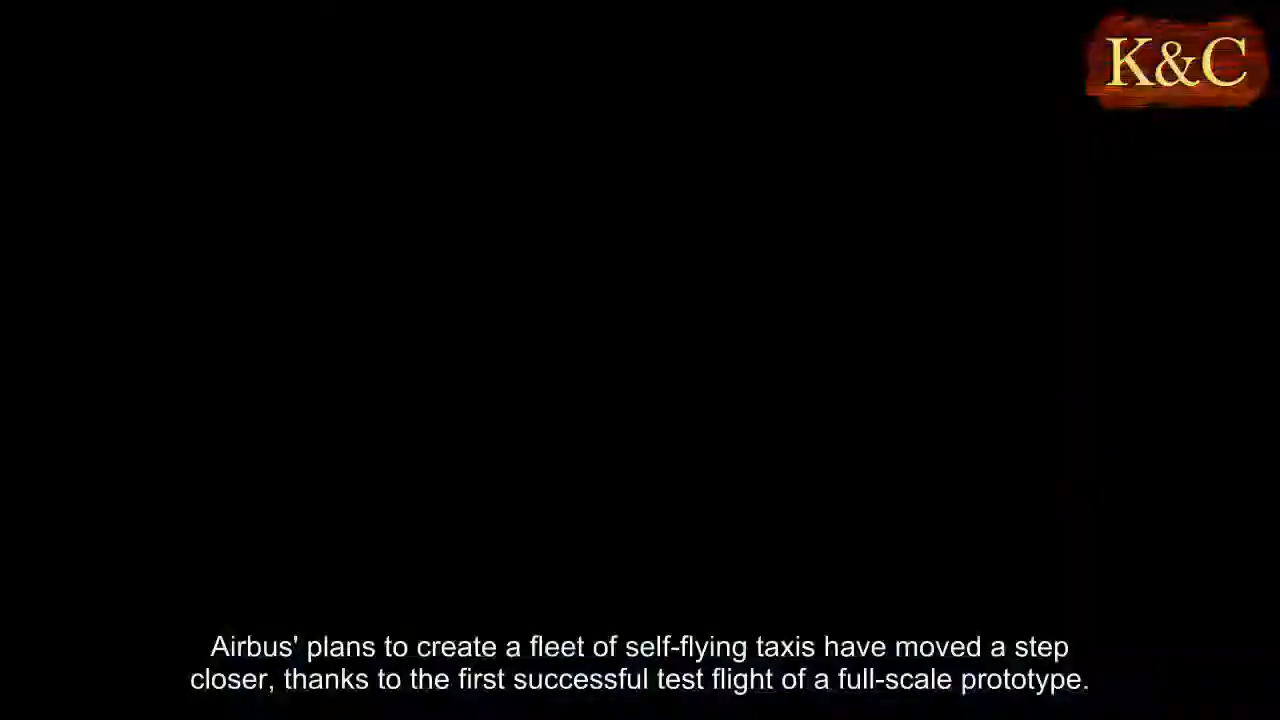 K&C
Airbus' plans to create a fleet of self-flying taxis have moved a step
closer, thanks to the first successful test flight of a full-scale prototype.